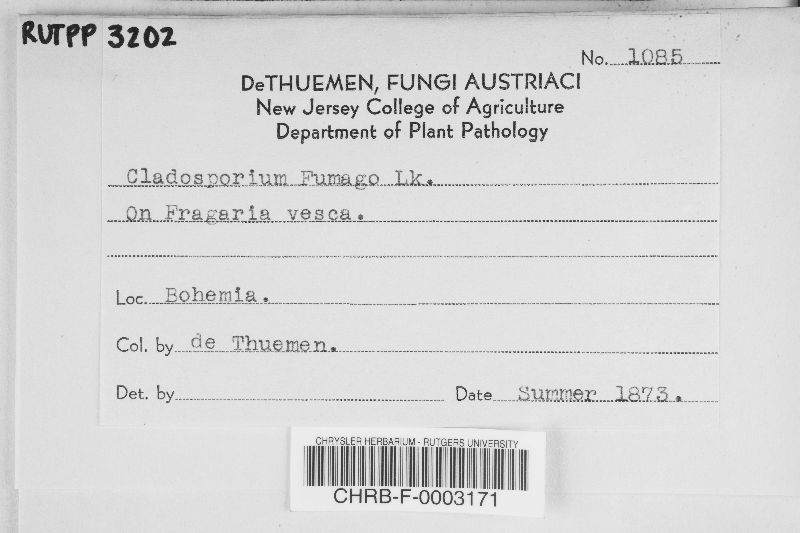 RUTPP 3202
No. 1085
DeTHUEMEN, FUNGI AUSTRIACI
New Jersey College of Agriculture
Department of Plant Pathology
Cladosporium Fumago Lk.
On Fragaria vesca.
Loc. Bohemia.
Col. by de Thuemen.
Det. by Date Summer 1873.
CHRYSLER HERBARIUM - RUTGERS UNIVERSITY
CHRB-F-0003171